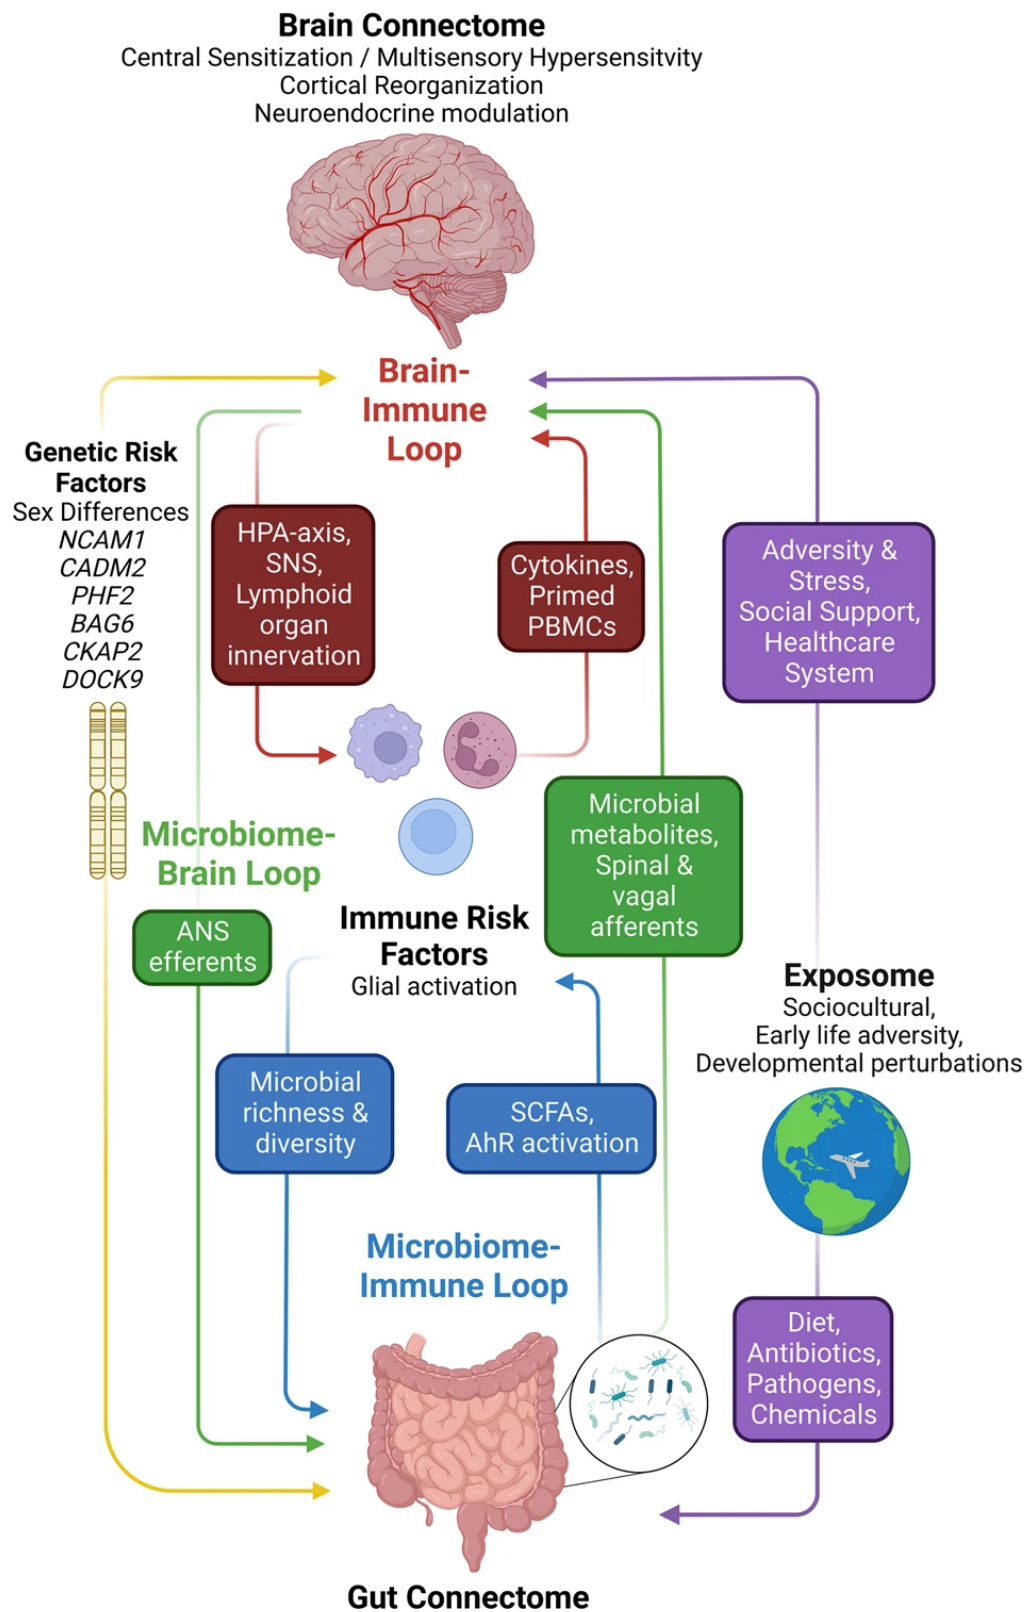 Brain Connectome
Central Sensitization / Multisensory Hypersensitvity
Cortical Reorganization
Neuroendocrine modulation
Brain-
Immune
Loop
Genetic Risk
Factors
Sex Differences
NCAM1
CADM2
PHF2
BAG6
CKAP2
DOCK9
HPA-axis,
SNS,
Lymphoid
organ
innervation
Cytokines,
Primed
PBMCs
Adversity &
Stress,
Social Support,
Healthcare
System
Microbiome-
Brain Loop
Microbial
metabolites,
Spinal &
vagal
afferents
ANS
efferents
Immune Risk
Factors
Glial activation
Exposome
Sociocultural,
Early life adversity,
Developmental perturbations
Microbial
richness &
diversity
SCFAs,
AhR activation
Microbiome-
Immune Loop
Diet,
Antibiotics,
Pathogens,
Chemicals
Gut Connectome